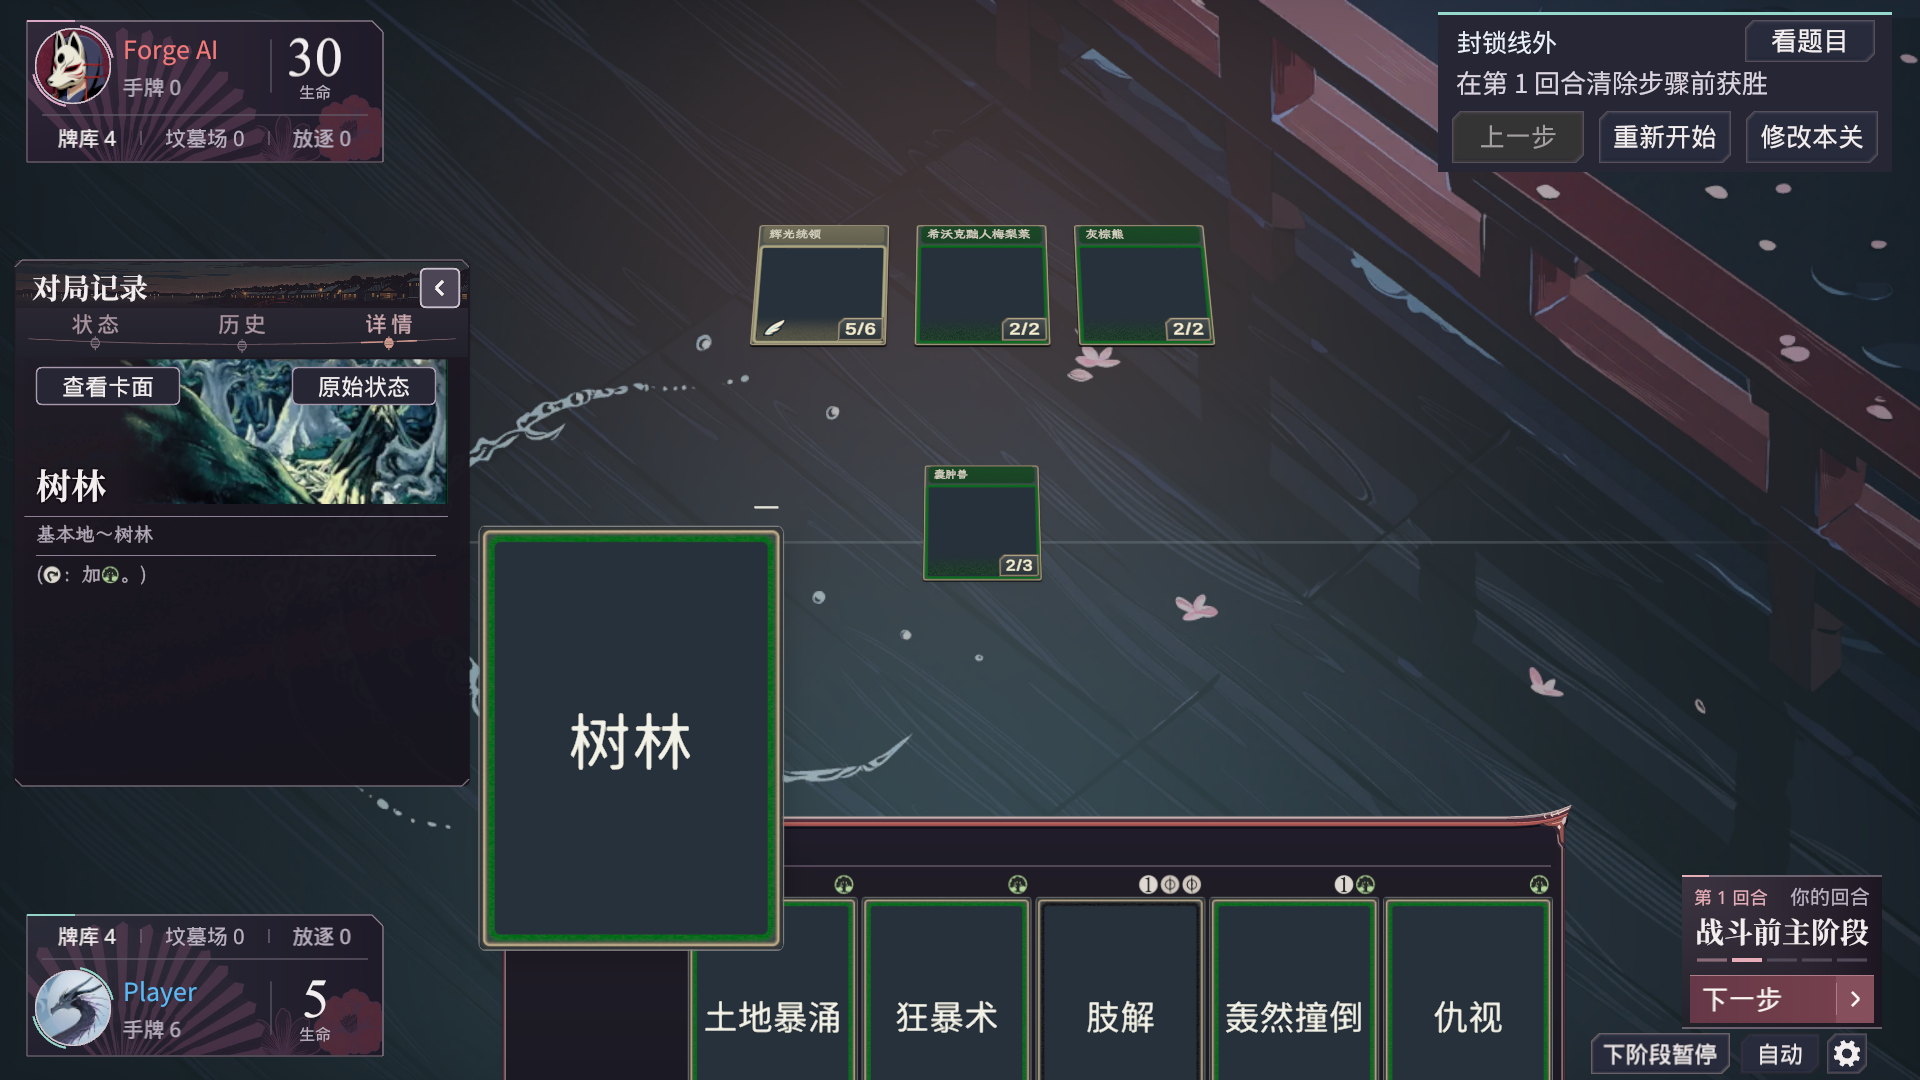 Forge AI
手牌 0
30
生命
牌库 4
坟墓场 0
放逐 0
封锁线外
看题目
在第 1 回合清除步骤前获胜
上一步
重新开始
修改本关
辉光统领
5/6
希沃克黜人梅梨莱
2/2
灰棕熊
2/2
对局记录
状态
历史
详情
查看卡面
原始状态
树林
基本地～树林
(: 加。)
囊肿兽
2/3
树林
1
1
土地暴涌
狂暴术
肢解
轰然撞倒
仇视
牌库 4
坟墓场 0
放逐 0
Player
手牌 6
5
生命
第 1 回合
你的回合
战斗前主阶段
下一步
下阶段暂停
自动